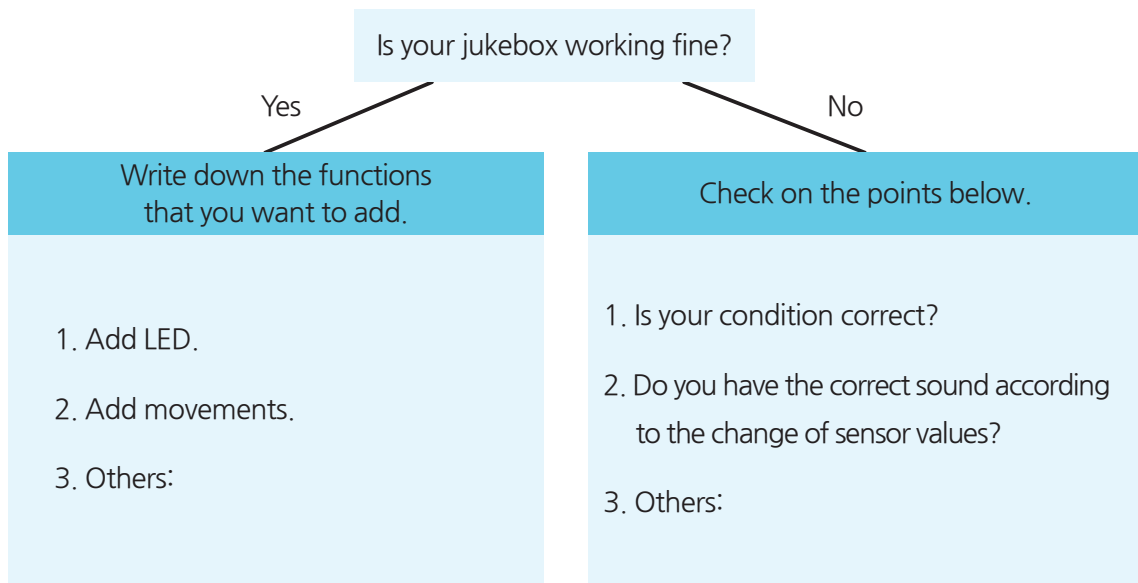 Is your jukebox working fine?
Yes
No
Write down the functions
that you want to add.
1. Add LED.
2. Add movements.
3. Others:
Check on the points below.
1. Is your condition correct?
2. Do you have the correct sound according
to the change of sensor values?
3. Others: